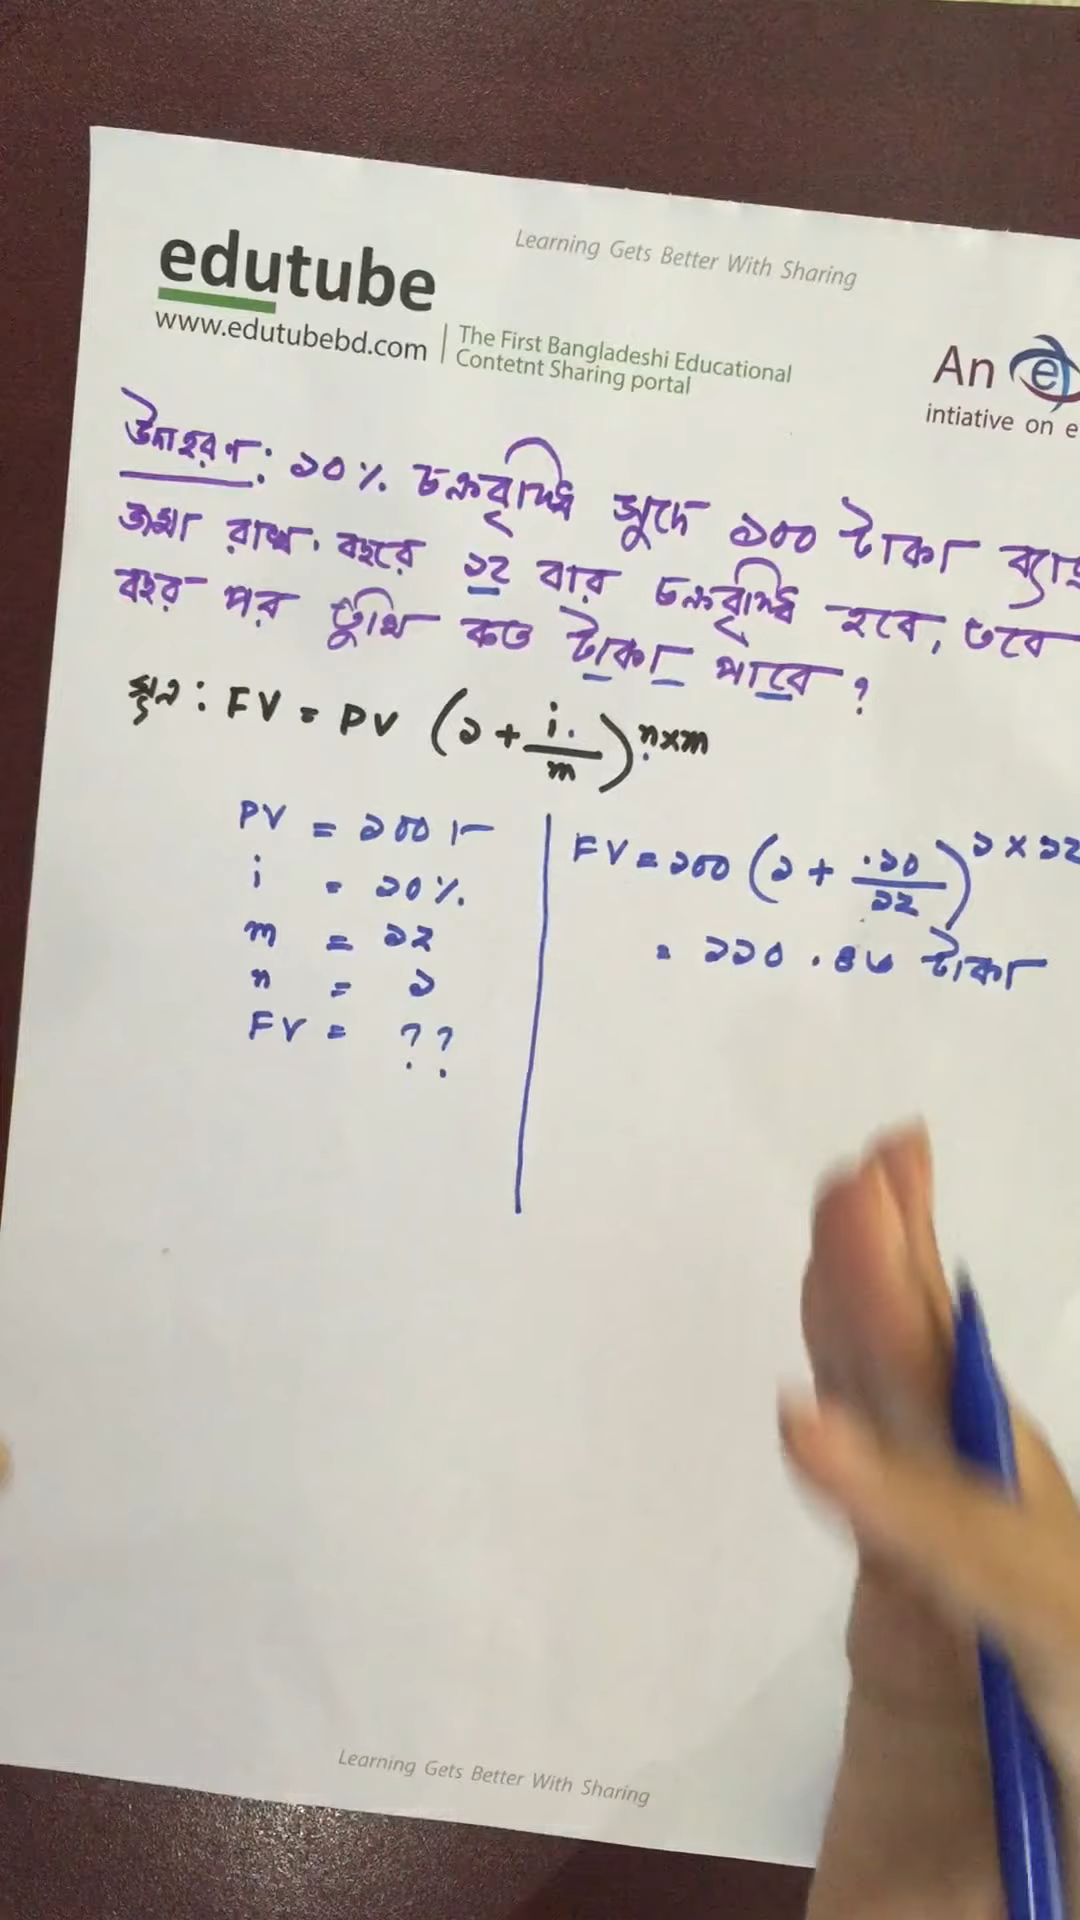 Learning Gets Better With Sharing
edutube
www.edutubebd.com
The First Bangladeshi Educational
Contetnt Sharing portal
An e
intiative on e
উদাহরণ: ১০% চক্রবৃদ্ধি সুদে ১০০ টাকা
জমা রাখ. বছরে ১২ বার চক্রবৃদ্ধি হবে, তবে
বছর পর তুমি কত টাকা পাবে ?
সূত্র: FV = PV (১ + i/m)^n×m
PV = ১০০ ৳
i = ১০%.
m = ১২
n = ১
FV = ??
FV = ১০০ (১ + .১০/১২)^১ × ১২
= ১১০.৪৬ টাকা
Learning Gets Better With Sharing